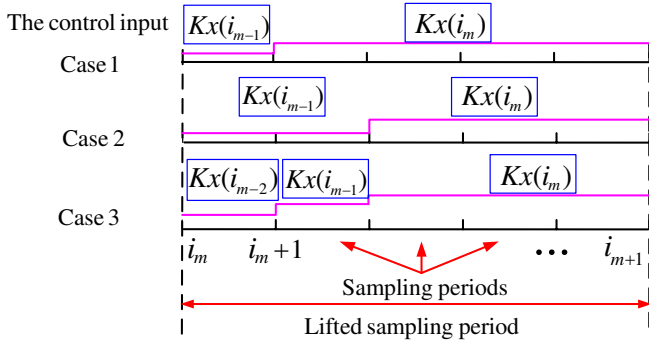 The control input
Kx(i_{m-1})
Kx(i_m)
Case 1
Kx(i_{m-1})
Kx(i_m)
Case 2
Kx(i_{m-2})
Kx(i_{m-1})
Kx(i_m)
Case 3
i_m
i_m+1
...
i_{m+1}
Sampling periods
Lifted sampling period